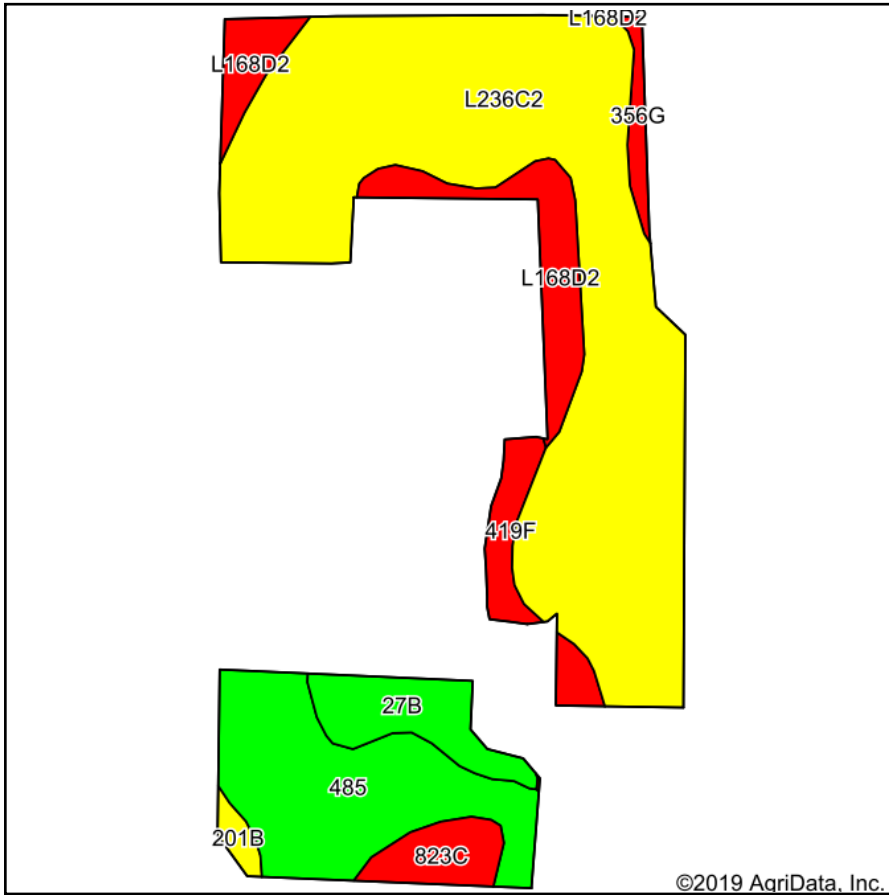 L168D2
L168D2
L236C2
356G
L168D2
419F
27B
485
201B
823C
©2019 AgriData, Inc.